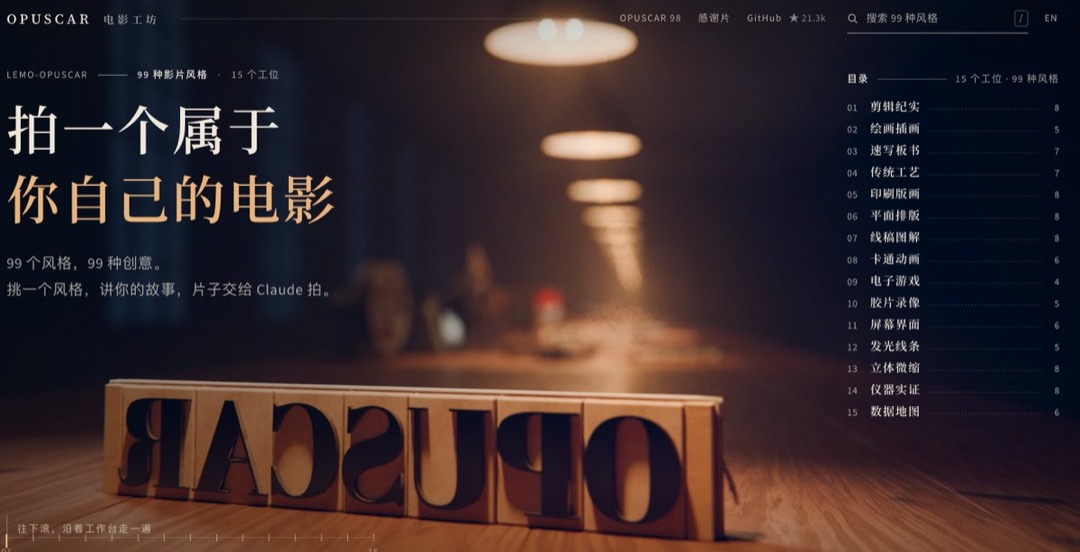 OPUSCAR 电影工坊
OPUSCAR 98 感谢片 GitHub ★ 21.3k
搜索 99 种风格 /
EN
LEMO-OPUSCAR 99 种影片风格 · 15 个工位
拍一个属于
你自己的电影
99 个风格，99 种创意。
挑一个风格，讲你的故事，片子交给 Claude 拍。
目录 15 个工位 · 99 种风格
01 剪辑纪实 8
02 绘画插画 5
03 速写板书 7
04 传统工艺 7
05 印刷版画 8
06 平面排版 8
07 线稿图解 8
08 卡通动画 6
09 电子游戏 4
10 胶片录像 5
11 屏幕界面 6
12 发光线条 5
13 立体微缩 8
14 仪器实证 8
15 数据地图 6
OPUSCAR
往下滚，沿着工作台走一遍